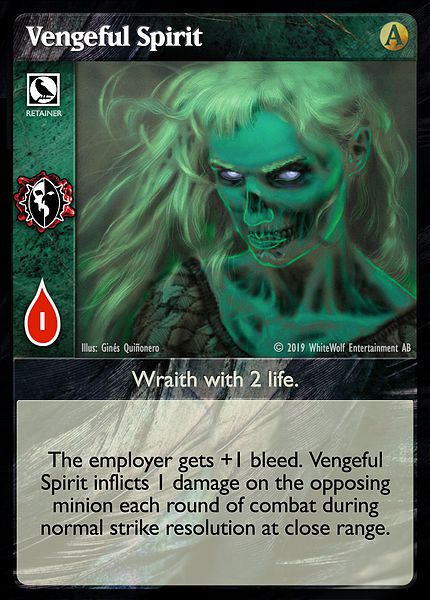 Vengeful Spirit
A
RETAINER
1
Illus: Ginés Quiñonero
© 2019 WhiteWolf Entertainment AB
Wraith with 2 life.
The employer gets +1 bleed. Vengeful
Spirit inflicts 1 damage on the opposing
minion each round of combat during
normal strike resolution at close range.